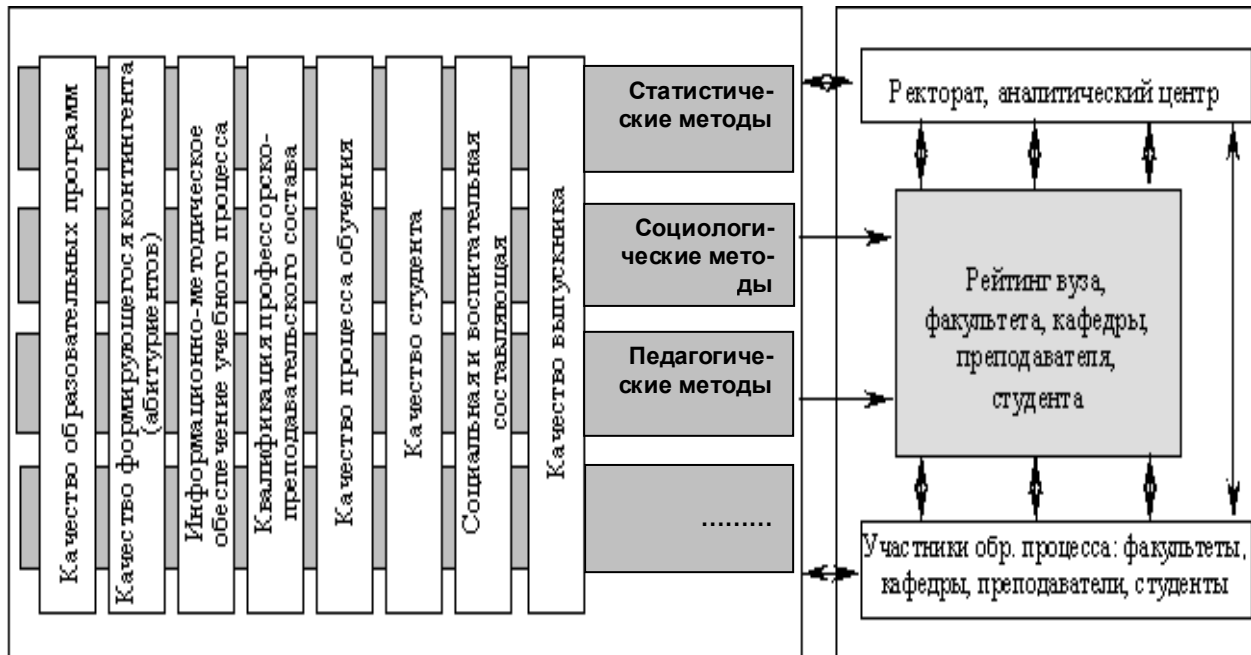 Качество образовательных программ
Качество формирующегося контингента
(абитуриентов)
Информационно-методическое
обеспечение учебного процесса
Квалификация профессорско-
преподавательского состава
Качество процесса обучения
Качество студента
Социальная и воспитательная
составляющая
Качество выпускника
Статистиче-
ские методы
Социологи-
ческие мето-
ды
Педагогиче-
ские методы
.........
Ректорат, аналитический центр
Рейтинг вуза,
факультета, кафедры,
преподавателя,
студента
Участники обр. процесса: факультеты,
кафедры, преподаватели, студенты